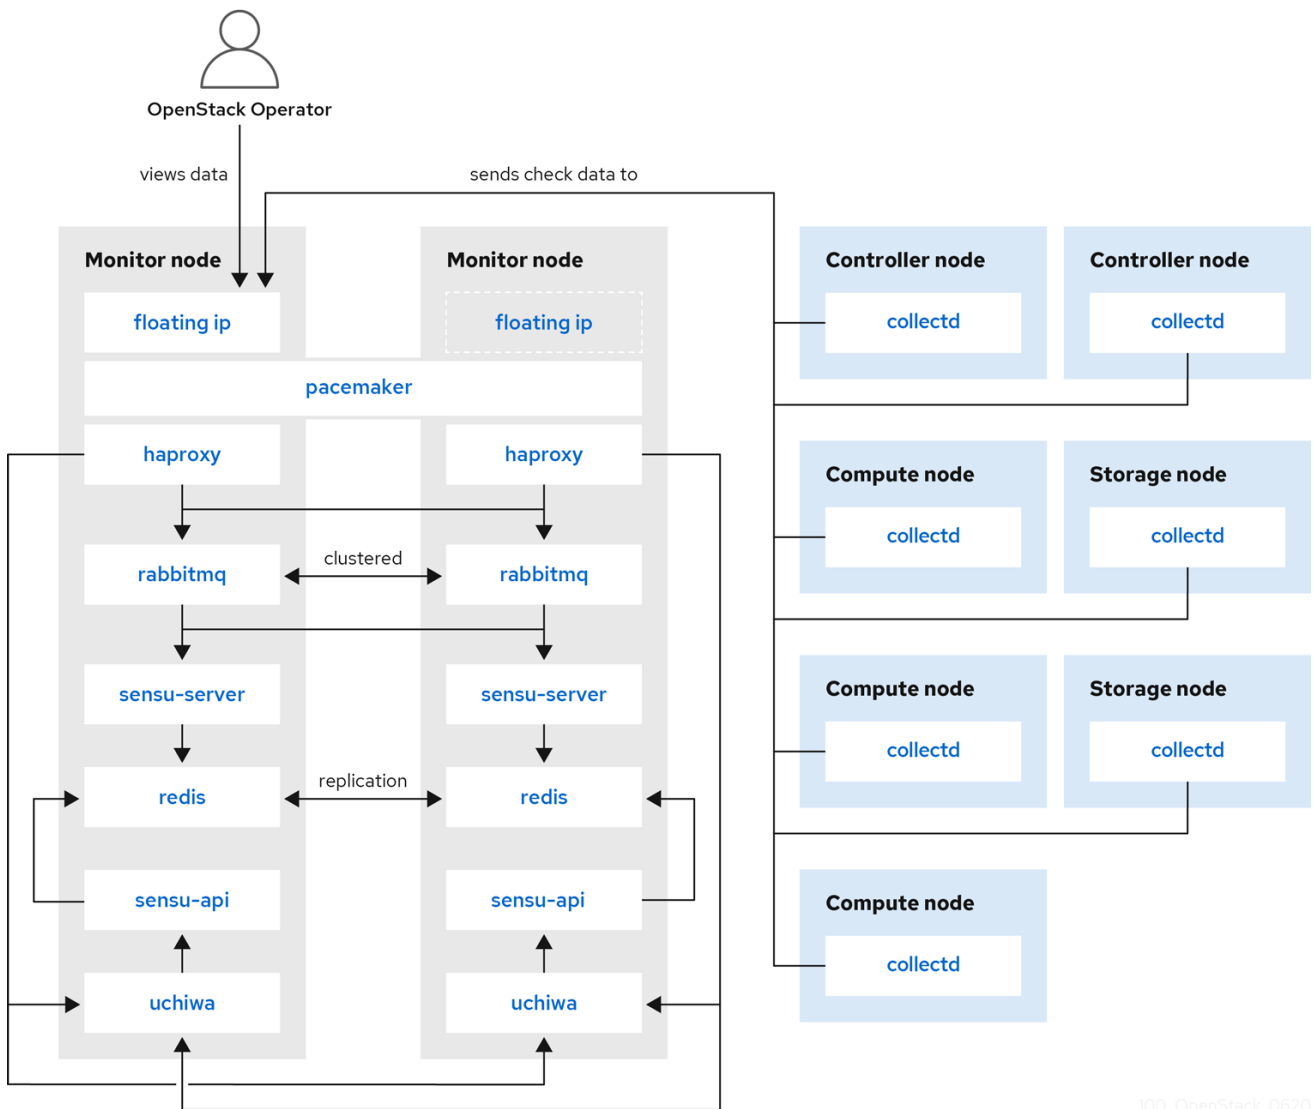 OpenStack Operator
views data
sends check data to
Monitor node
Monitor node
Controller node
Controller node
floating ip
floating ip
collectd
collectd
pacemaker
haproxy
haproxy
Compute node
Storage node
collectd
collectd
clustered
rabbitmq
rabbitmq
sensu-server
sensu-server
Compute node
Storage node
collectd
collectd
replication
redis
redis
sensu-api
sensu-api
Compute node
collectd
uchiwa
uchiwa
100_OpenStack_0620